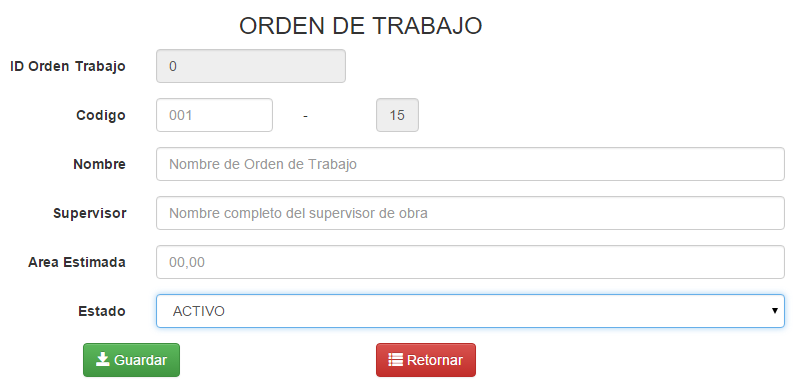 ORDEN DE TRABAJO
ID Orden Trabajo 0
Codigo 001 - 15
Nombre Nombre de Orden de Trabajo
Supervisor Nombre completo del supervisor de obra
Area Estimada 00,00
Estado ACTIVO
Guardar Retornar